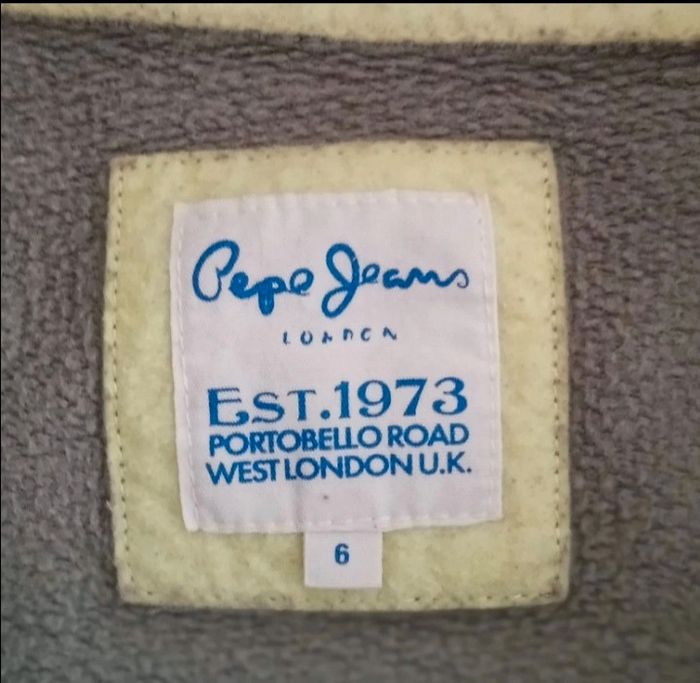 Pepe Jeans
LONDON
EST.1973
PORTOBELLO ROAD
WEST LONDON U.K.
6